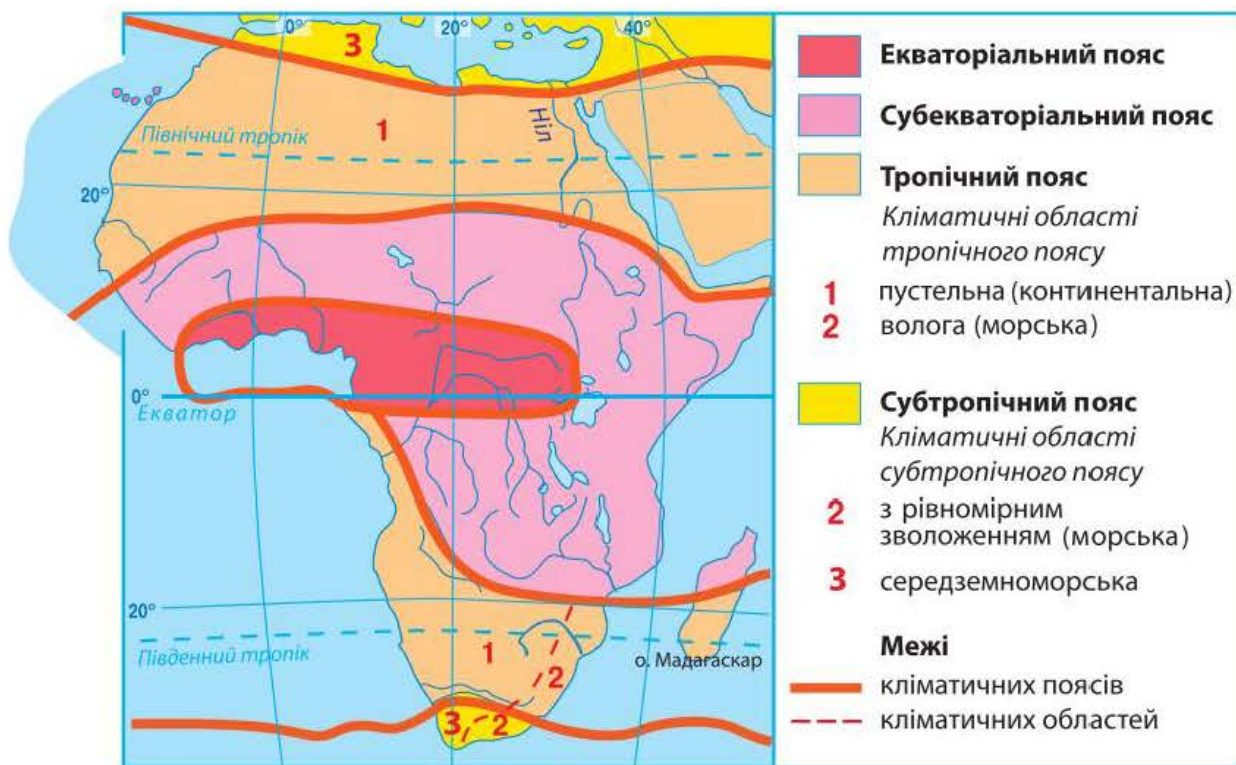 0°
20°
40°
3
1
Ніл
Північний тропік
20°
0°
Екватор
20°
Південний тропік
1
2
о. Мадагаскар
3
2
Екваторіальний пояс
Субекваторіальний пояс
Тропічний пояс
Кліматичні області
тропічного поясу
1 пустельна (континентальна)
2 волога (морська)
Субтропічний пояс
Кліматичні області
субтропічного поясу
2 з рівномірним
зволоженням (морська)
3 середземноморська
Межі
кліматичних поясів
кліматичних областей